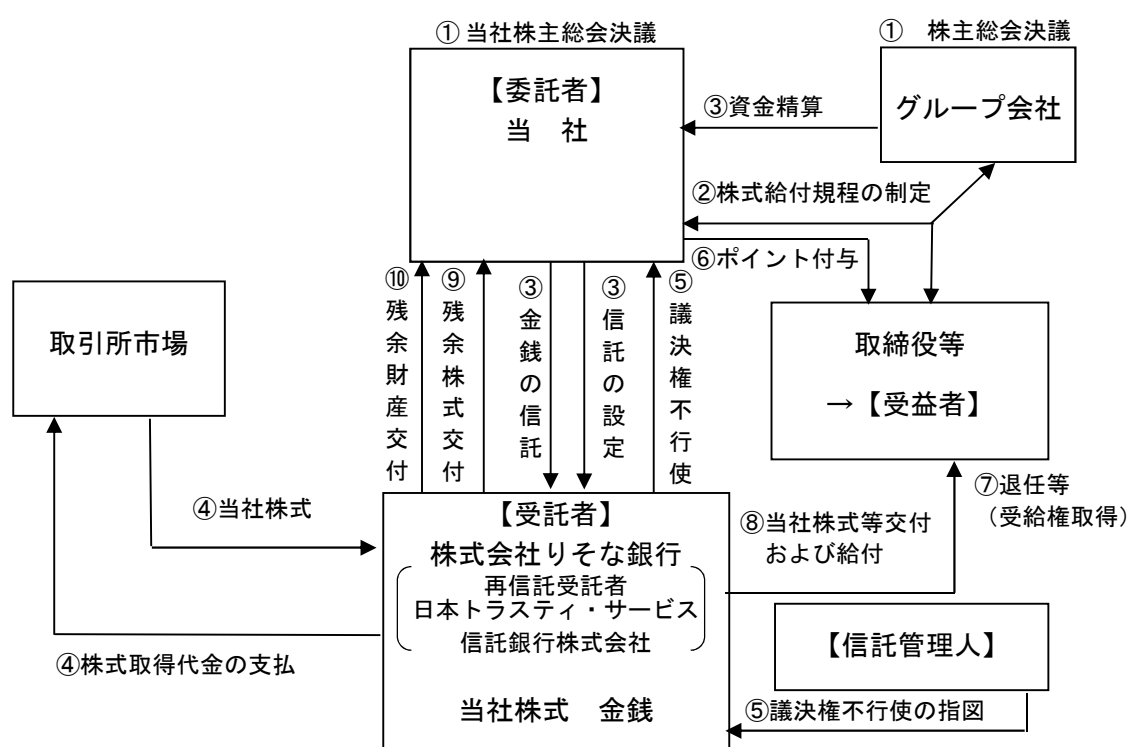 ① 当社株主総会決議
① 株主総会決議
【委託者】
当 社
③資金精算
グループ会社
②株式給付規程の制定
⑥ポイント付与
⑩残余財産交付
⑨残余株式交付
③金銭の信託
③信託の設定
⑤議決権不行使
取引所市場
取締役等
→【受益者】
④当社株式
⑦退任等
(受給権取得)
⑧当社株式等交付
および給付
【受託者】
株式会社りそな銀行
再信託受託者
日本トラスティ・サービス
信託銀行株式会社
当社株式 金銭
④株式取得代金の支払
【信託管理人】
⑤議決権不行使の指図